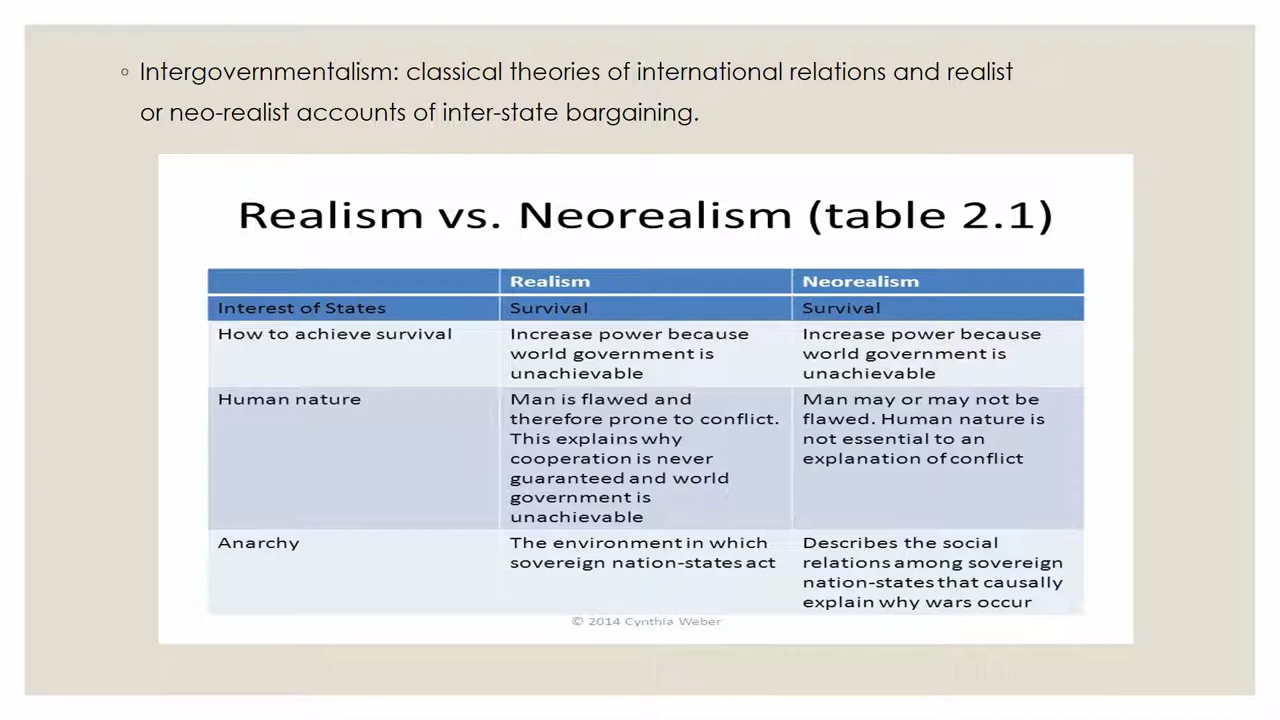 ◦ Intergovernmentalism: classical theories of international relations and realist
or neo-realist accounts of inter-state bargaining.
Realism vs. Neorealism (table 2.1)
Realism Neorealism
Interest of States Survival Survival
How to achieve survival Increase power because Increase power because
world government is world government is
unachievable unachievable
Human nature Man is flawed and Man may or may not be
therefore prone to conflict. flawed. Human nature is
This explains why not essential to an
cooperation is never explanation of conflict
guaranteed and world
government is
unachievable
Anarchy The environment in which Describes the social
sovereign nation-states act relations among sovereign
nation-states that causally
explain why wars occur
© 2014 Cynthia Weber